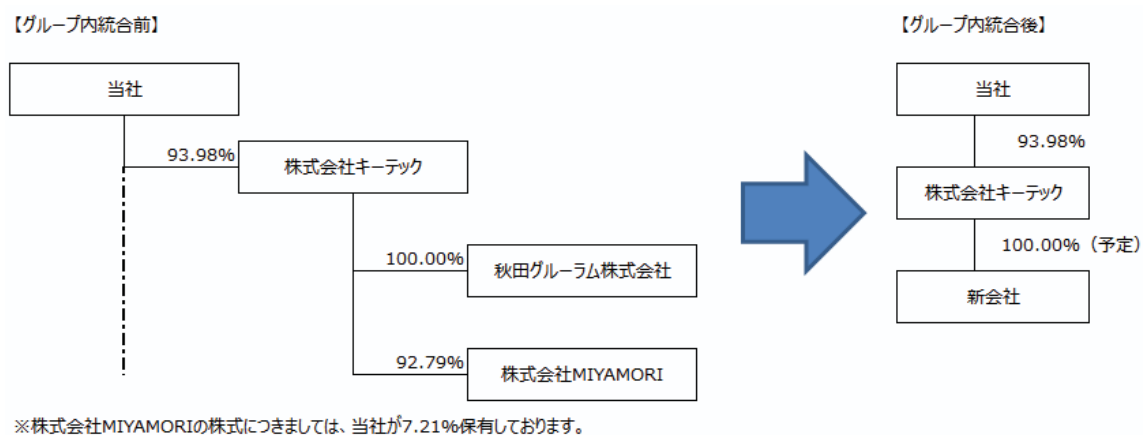 【グループ内統合前】
当社
93.98%
株式会社キーテック
100.00%
秋田グルーラム株式会社
92.79%
株式会社MIYAMORI
※株式会社MIYAMORIの株式につきましては、当社が7.21%保有しております。
【グループ内統合後】
当社
93.98%
株式会社キーテック
100.00%（予定）
新会社